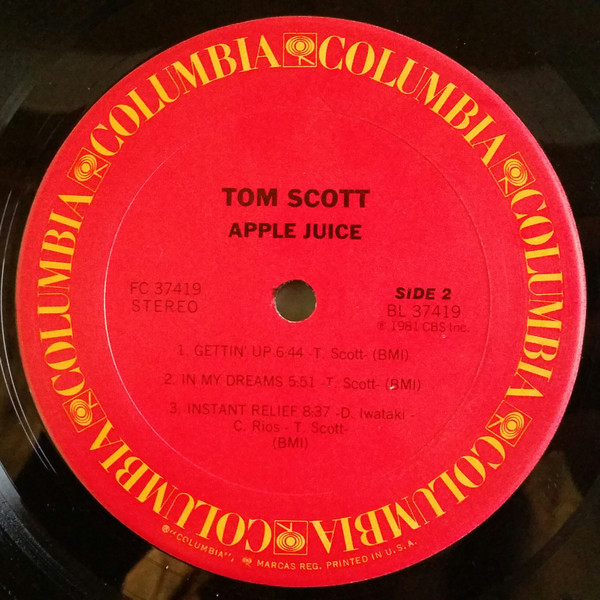 COLUMBIA COLUMBIA COLUMBIA COLUMBIA COLUMBIA COLUMBIA
TOM SCOTT
APPLE JUICE
FC 37419
STEREO
SIDE 2
BL 37419
℗ 1981 CBS Inc.
1. GETTIN' UP 6:44 -T. Scott- (BMI)
2. IN MY DREAMS 5:51 -T. Scott- (BMI)
3. INSTANT RELIEF 8:37 -D. Iwataki -
C. Rios - T. Scott-
(BMI)
©"COLUMBIA", MARCAS REG. PRINTED IN U.S.A.